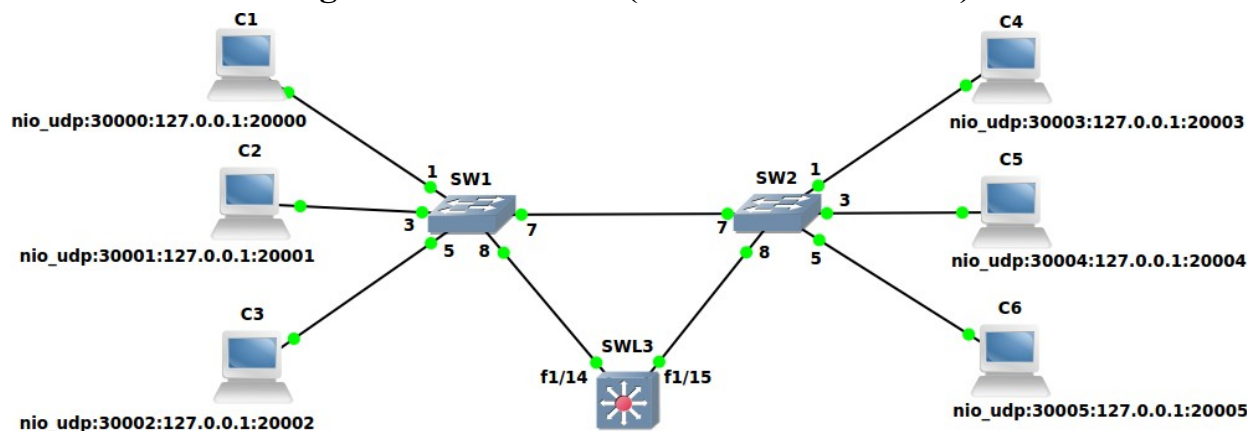 C1
C4
nio_udp:30000:127.0.0.1:20000
nio_udp:30003:127.0.0.1:20003
C2
C5
1
SW1
SW2
1
3
7
7
3
nio_udp:30001:127.0.0.1:20001
5
8
8
5
nio_udp:30004:127.0.0.1:20004
C3
C6
SWL3
f1/14
f1/15
nio_udp:30002:127.0.0.1:20002
nio_udp:30005:127.0.0.1:20005